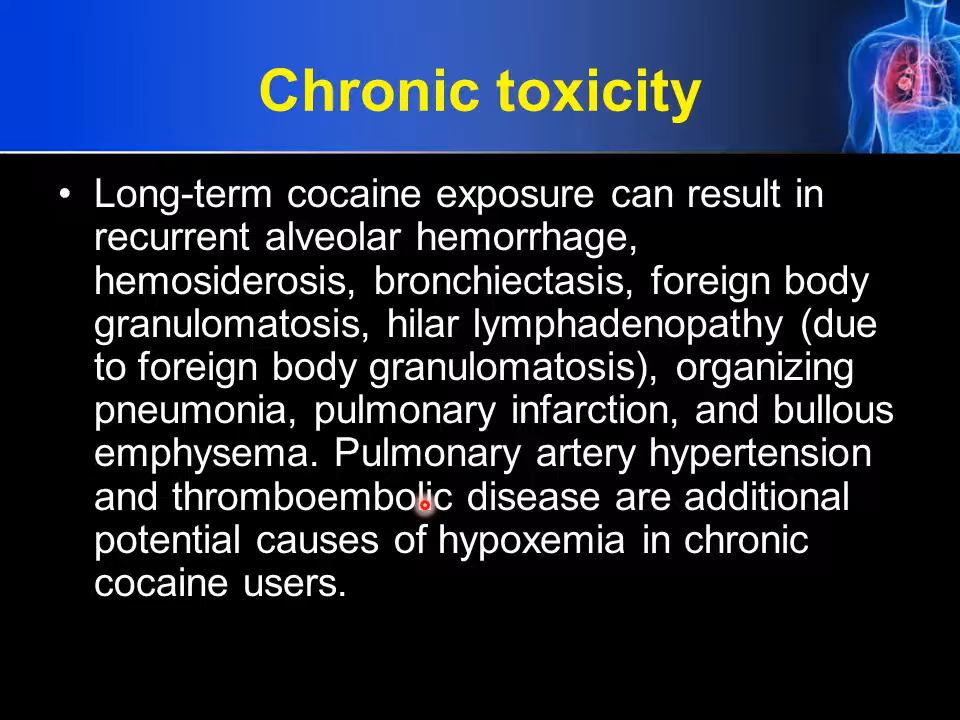 Chronic toxicity
• Long-term cocaine exposure can result in
recurrent alveolar hemorrhage,
hemosiderosis, bronchiectasis, foreign body
granulomatosis, hilar lymphadenopathy (due
to foreign body granulomatosis), organizing
pneumonia, pulmonary infarction, and bullous
emphysema. Pulmonary artery hypertension
and thromboembolic disease are additional
potential causes of hypoxemia in chronic
cocaine users.